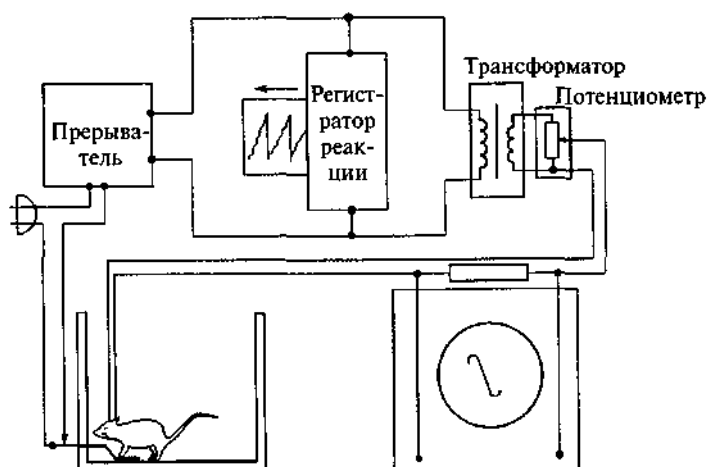 Прерыва-
тель
Регист-
ратор
реак-
ции
Трансформатор
Потенциометр